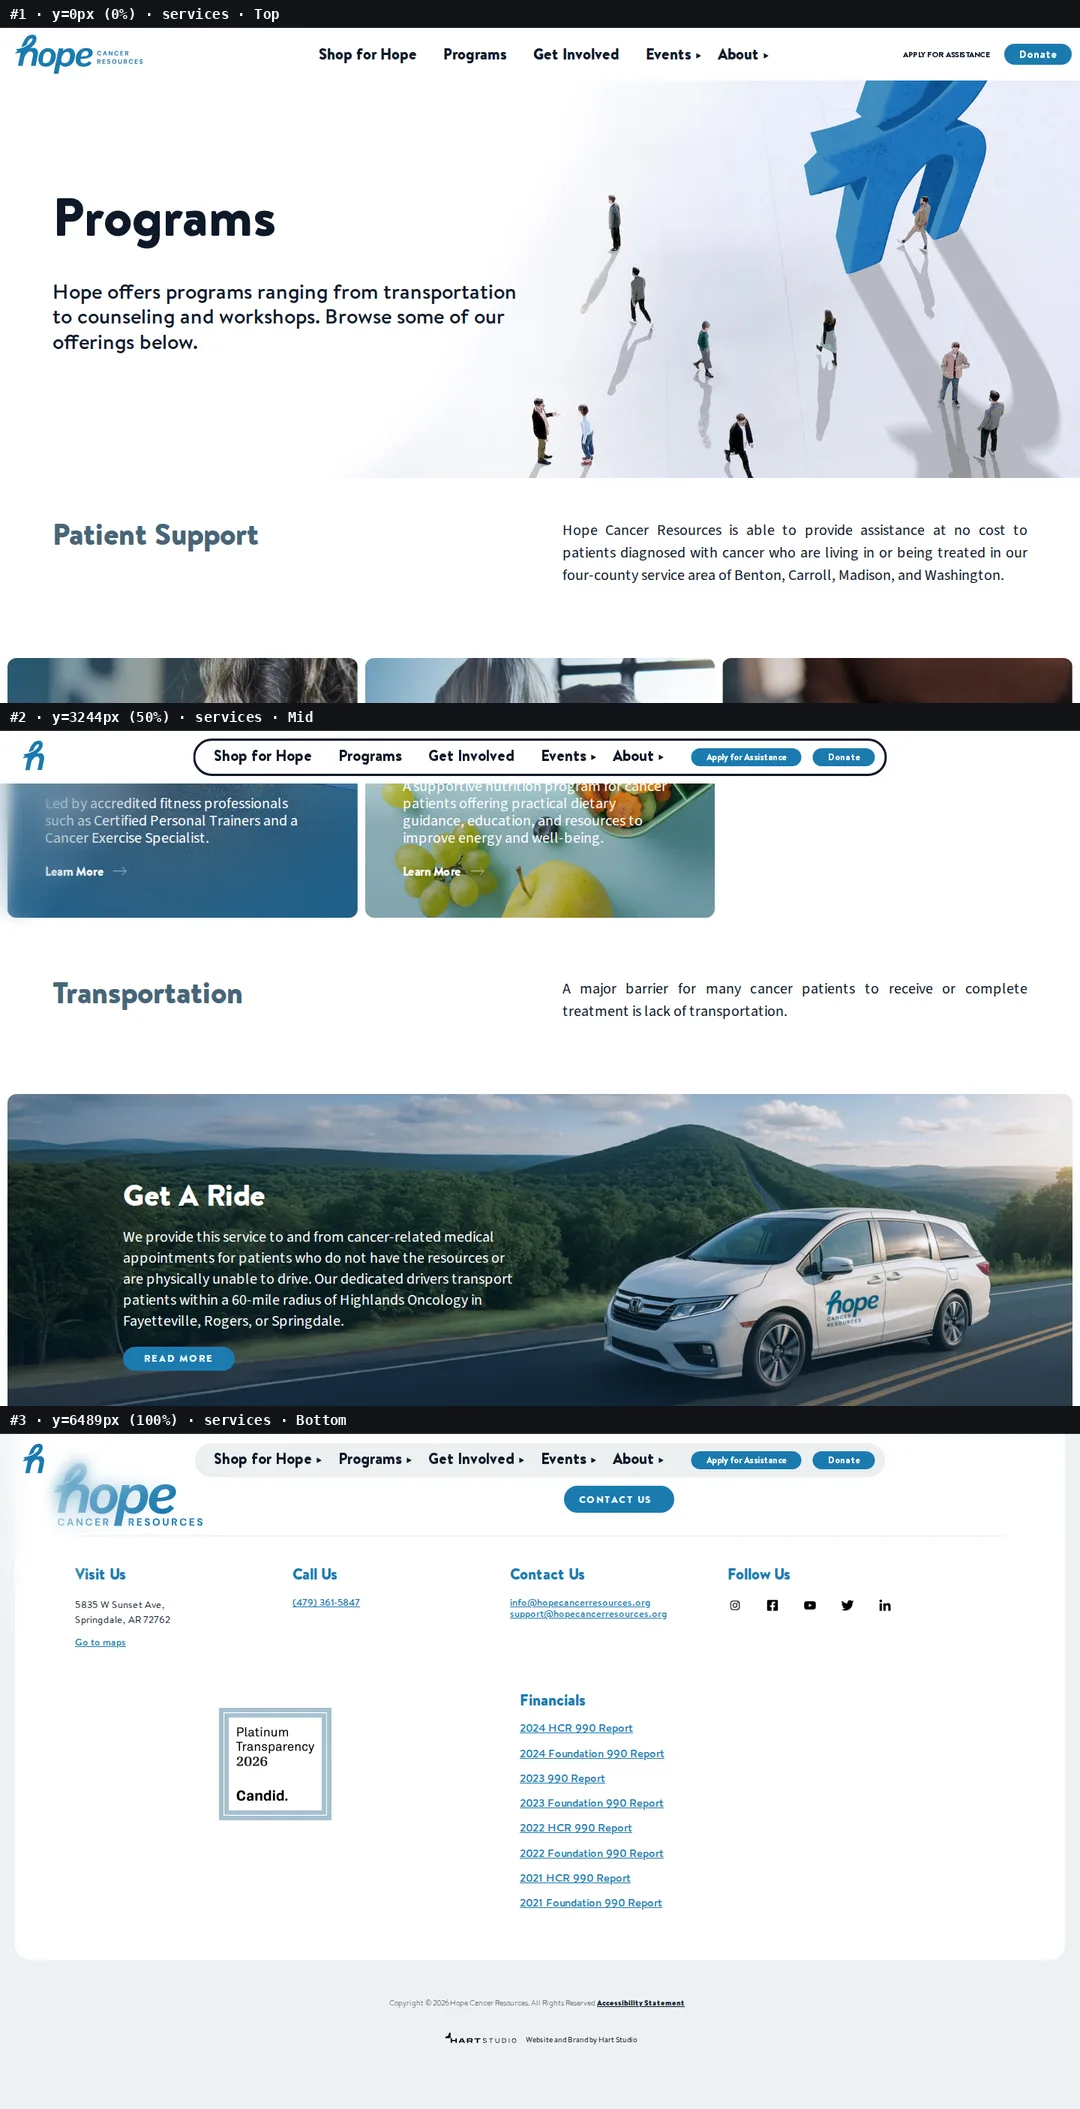 #1 · y=0px (0%) · services · Top
hope CANCER RESOURCES
Shop for Hope Programs Get Involved Events ▸ About ▸
APPLY FOR ASSISTANCE Donate
Programs
Hope offers programs ranging from transportation
to counseling and workshops. Browse some of our
offerings below.
Patient Support
Hope Cancer Resources is able to provide assistance at no cost to
patients diagnosed with cancer who are living in or being treated in our
four-county service area of Benton, Carroll, Madison, and Washington.
#2 · y=3244px (50%) · services · Mid
h
Shop for Hope Programs Get Involved Events ▸ About ▸ Apply for Assistance Donate
Led by accredited fitness professionals
such as Certified Personal Trainers and a
Cancer Exercise Specialist.
Learn More
A supportive nutrition program for cancer
patients offering practical dietary
guidance, education, and resources to
improve energy and well-being.
Learn More
Transportation
A major barrier for many cancer patients to receive or complete
treatment is lack of transportation.
Get A Ride
We provide this service to and from cancer-related medical
appointments for patients who do not have the resources or
are physically unable to drive. Our dedicated drivers transport
patients within a 60-mile radius of Highlands Oncology in
Fayetteville, Rogers, or Springdale.
READ MORE
hope
CANCER
RESOURCES
#3 · y=6489px (100%) · services · Bottom
h
Shop for Hope ▸ Programs ▸ Get Involved ▸ Events ▸ About ▸ Apply for Assistance Donate
hope
CANCER RESOURCES
CONTACT US
Visit Us
5835 W Sunset Ave,
Springdale, AR 72762
Go to maps
Call Us
(479) 361-5847
Contact Us
info@hopecancerresources.org
support@hopecancerresources.org
Follow Us
Platinum
Transparency
2026
Candid.
Financials
2024 HCR 990 Report
2024 Foundation 990 Report
2023 990 Report
2023 Foundation 990 Report
2022 HCR 990 Report
2022 Foundation 990 Report
2021 HCR 990 Report
2021 Foundation 990 Report
Copyright © 2026 Hope Cancer Resources. All Rights Reserved Accessibility Statement
HART STUDIO Website and Brand by Hart Studio